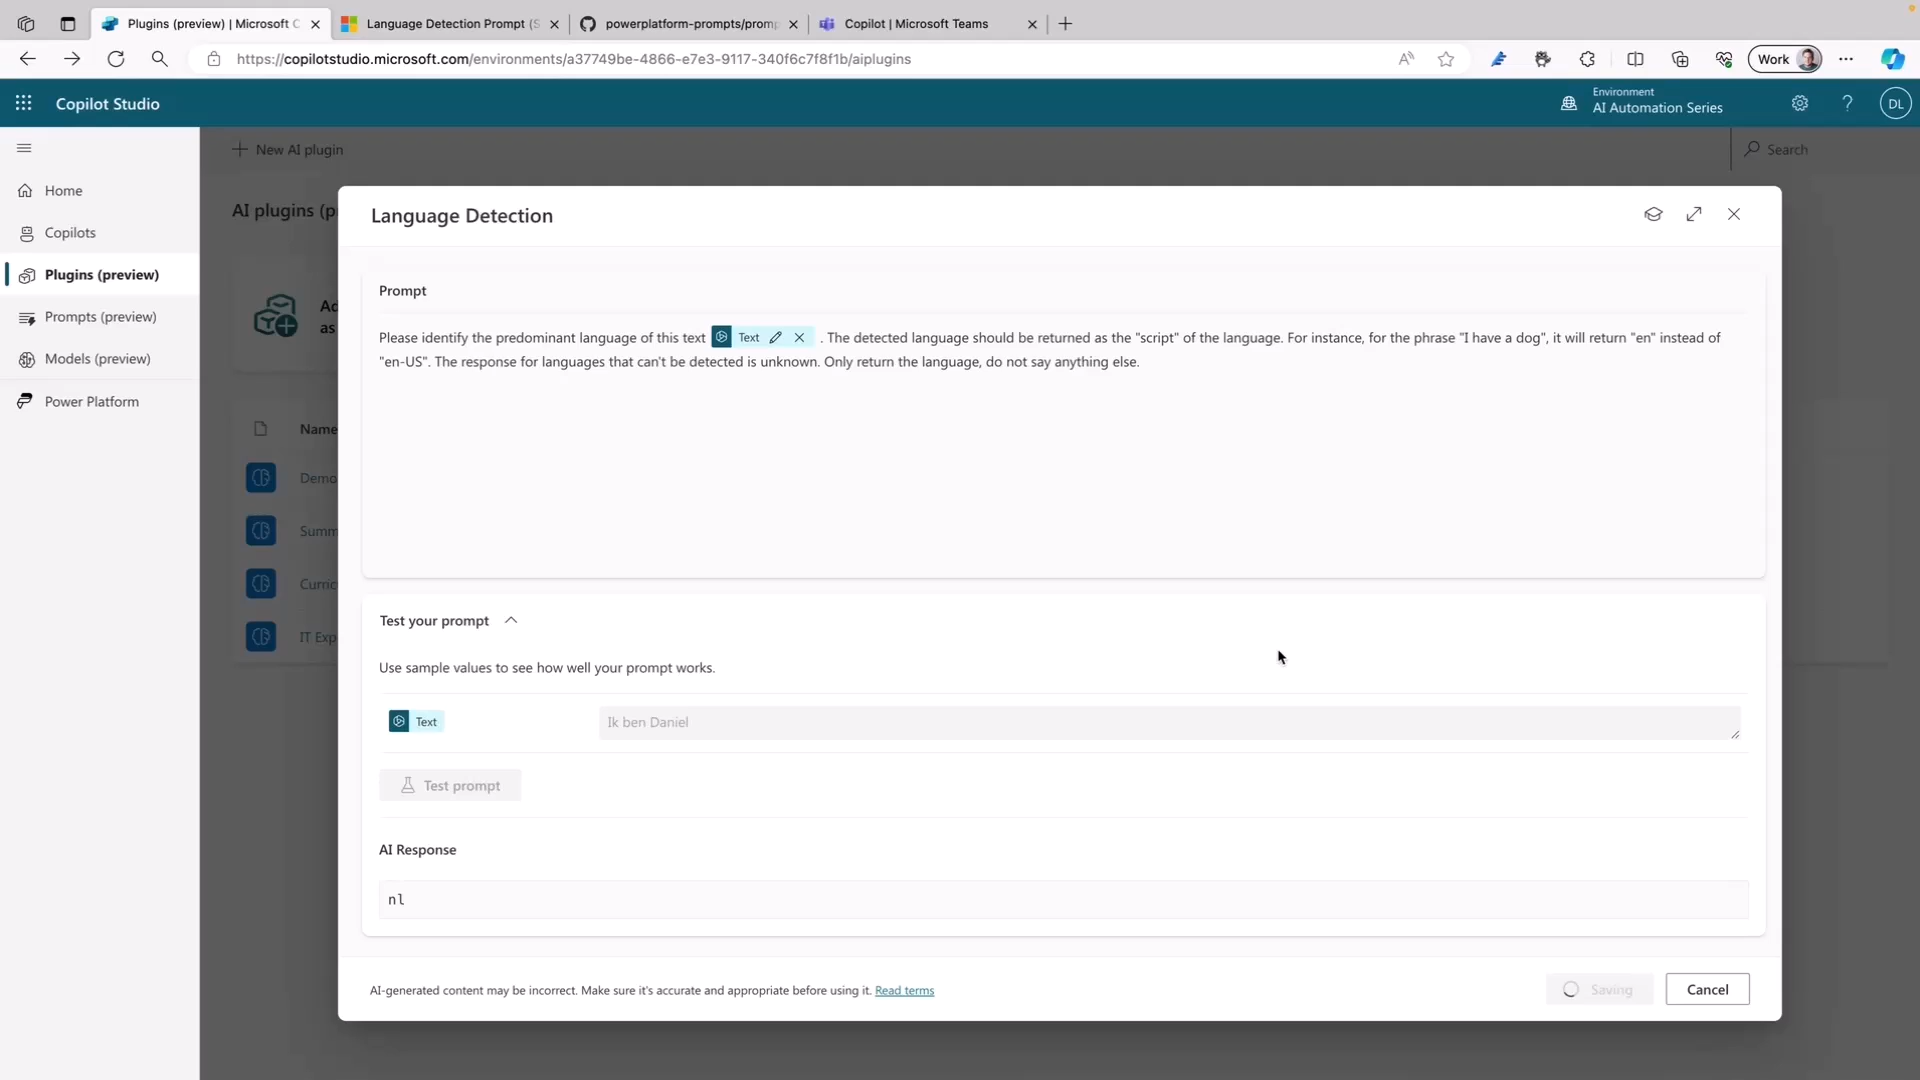 Plugins (preview) | Microsoft C
Language Detection Prompt (S
powerplatform-prompts/promp
Copilot | Microsoft Teams
https://copilotstudio.microsoft.com/environments/a37749be-4866-e7e3-9117-340f6c7f8f1b/aiplugins
Work
Copilot Studio
Environment
AI Automation Series
?
DL
New AI plugin
Search
Home
Copilots
Plugins (preview)
Prompts (preview)
Models (preview)
Power Platform
AI plugins (p
Ad
as
Name
Demo
Summ
Curric
IT Exp
Language Detection
Prompt
Please identify the predominant language of this text Text . The detected language should be returned as the "script" of the language. For instance, for the phrase "I have a dog", it will return "en" instead of
"en-US". The response for languages that can't be detected is unknown. Only return the language, do not say anything else.
Test your prompt
Use sample values to see how well your prompt works.
Text
Ik ben Daniel
Test prompt
AI Response
nl
AI-generated content may be incorrect. Make sure it's accurate and appropriate before using it. Read terms
Saving
Cancel